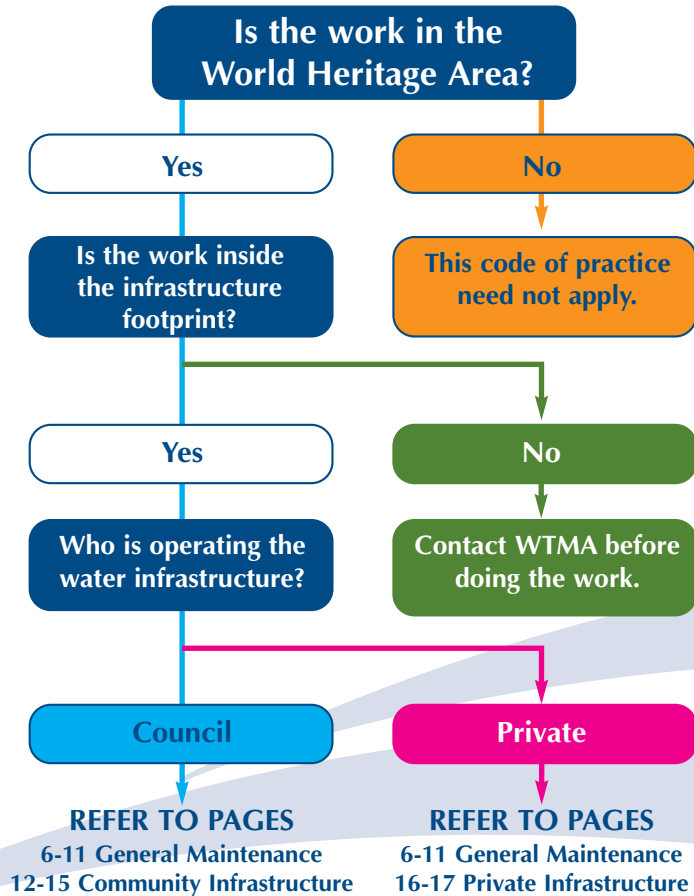 Is the work in the
World Heritage Area?
Yes
No
Is the work inside
the infrastructure
footprint?
This code of practice
need not apply.
Yes
No
Who is operating the
water infrastructure?
Contact WTMA before
doing the work.
Council
Private
REFER TO PAGES
6-11 General Maintenance
12-15 Community Infrastructure
REFER TO PAGES
6-11 General Maintenance
16-17 Private Infrastructure